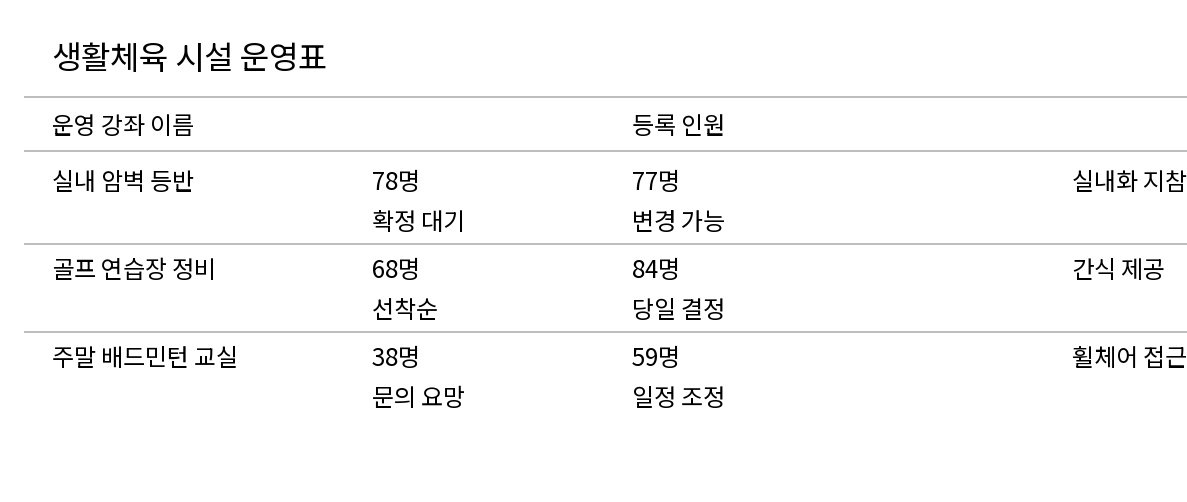 생활체육 시설 운영표
운영 강좌 이름 등록 인원
실내 암벽 등반 78명 77명 실내화 지참
확정 대기 변경 가능
골프 연습장 정비 68명 84명 간식 제공
선착순 당일 결정
주말 배드민턴 교실 38명 59명 휠체어 접근
문의 요망 일정 조정